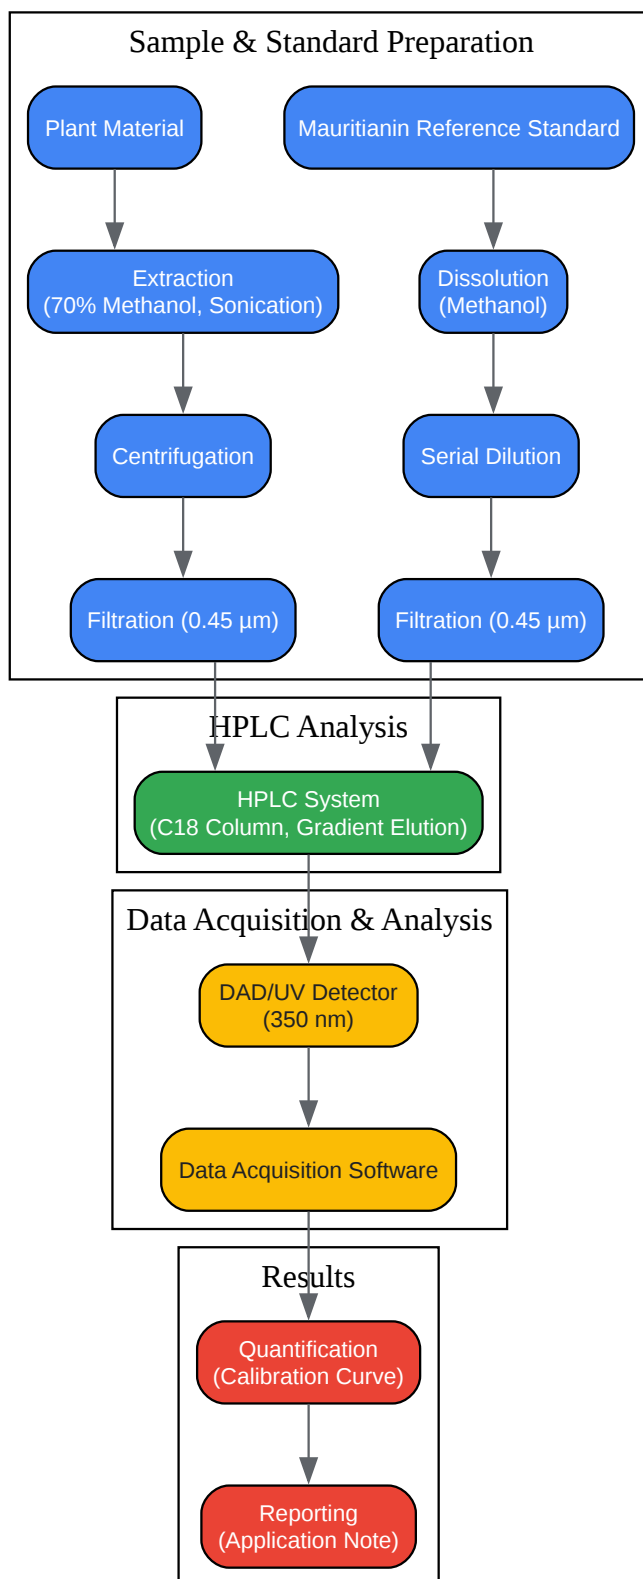 Sample & Standard Preparation
Plant Material
Mauritianin Reference Standard
Extraction
(70% Methanol, Sonication)
Dissolution
(Methanol)
Centrifugation
Serial Dilution
Filtration (0.45 µm)
Filtration (0.45 µm)
HPLC Analysis
HPLC System
(C18 Column, Gradient Elution)
Data Acquisition & Analysis
DAD/UV Detector
(350 nm)
Data Acquisition Software
Results
Quantification
(Calibration Curve)
Reporting
(Application Note)